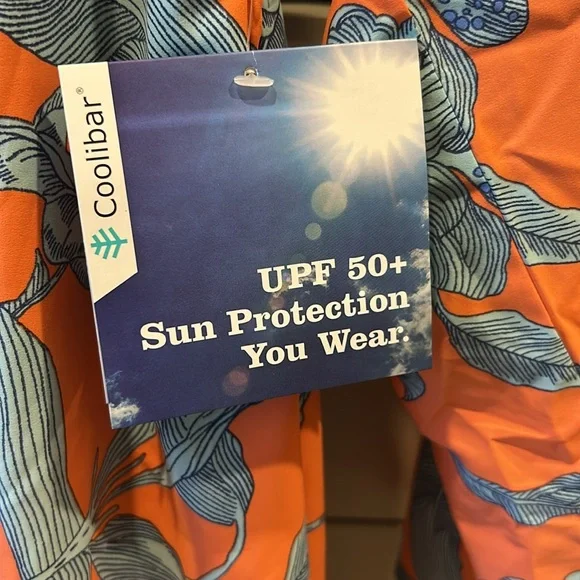 Coolibar®
UPF 50+
Sun Protection
You Wear.